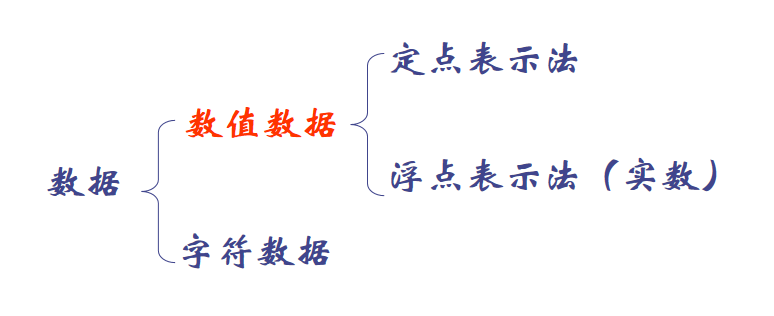 定点表示法
数值数据
浮点表示法（实数）
数据
字符数据